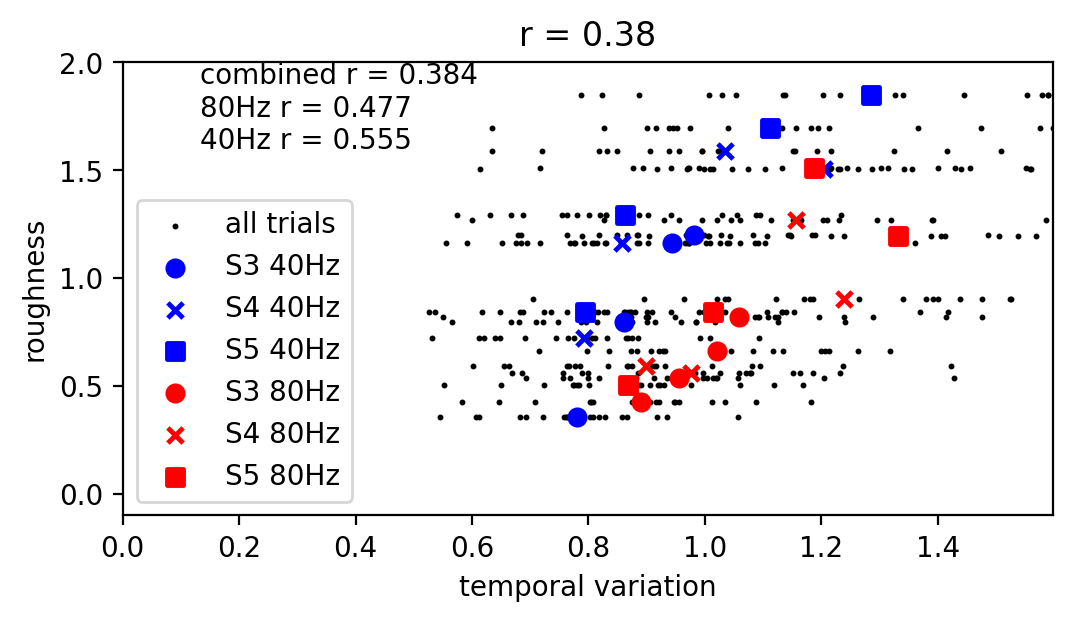 r = 0.38
combined r = 0.384
80Hz r = 0.477
40Hz r = 0.555
all trials
S3 40Hz
S4 40Hz
S5 40Hz
S3 80Hz
S4 80Hz
S5 80Hz
roughness
2.0
1.5
1.0
0.5
0.0
0.0 0.2 0.4 0.6 0.8 1.0 1.2 1.4
temporal variation